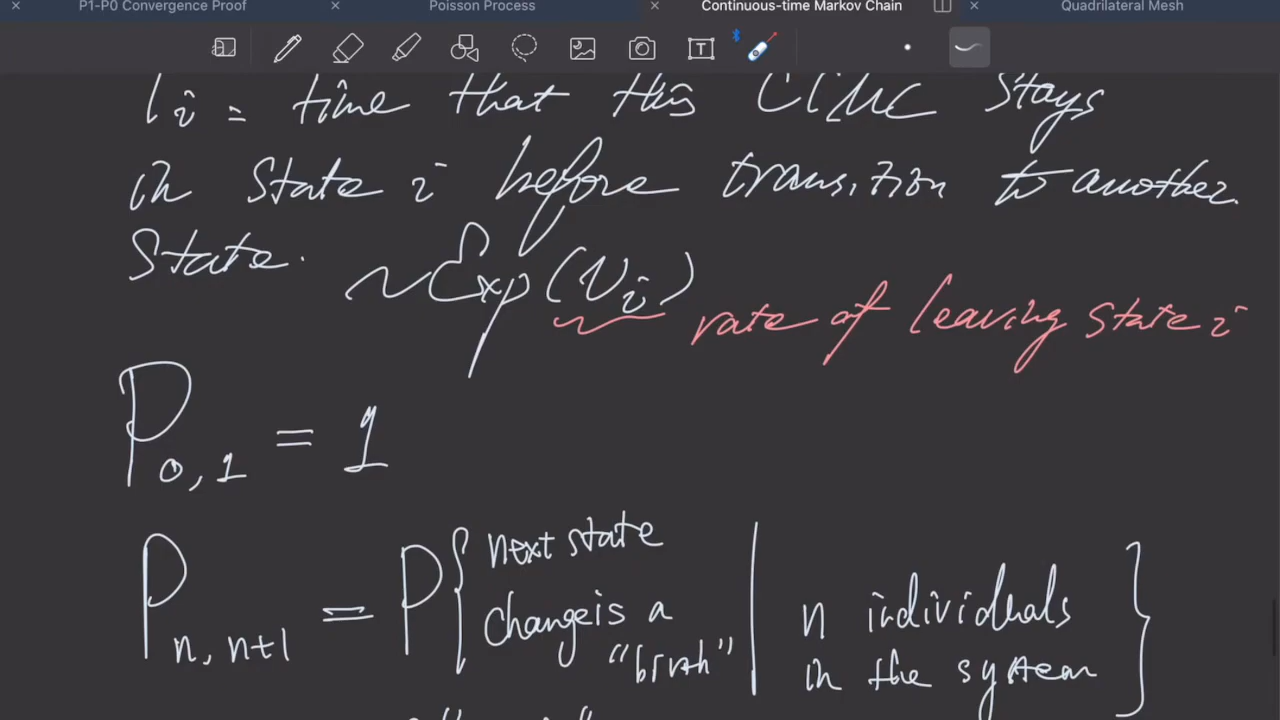 P1-P0 Convergence Proof Poisson Process Continuous-time Markov Chain Quadrilateral Mesh
T
Ti = time that this CTMC stays
in state i before transition to another
state. ~ Exp(νi) rate of leaving state i
P0,1 = 1
next state
Pn, n+1 = P{ change is a | n individuals }
"birth" in the system